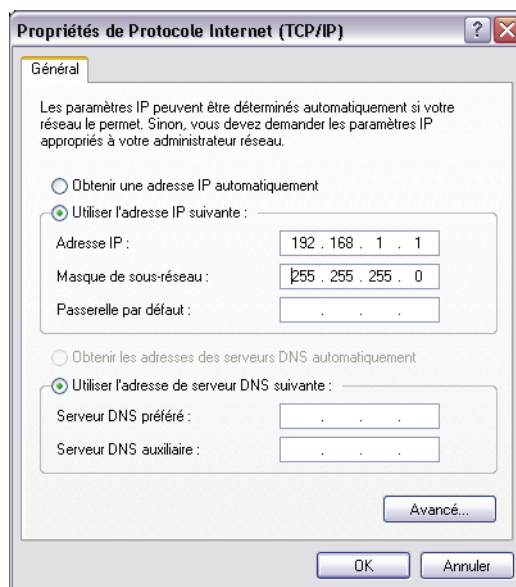 Propriétés de Protocole Internet (TCP/IP)
Général
Les paramètres IP peuvent être déterminés automatiquement si votre
réseau le permet. Sinon, vous devez demander les paramètres IP
appropriés à votre administrateur réseau.
Obtenir une adresse IP automatiquement
Utiliser l'adresse IP suivante :
Adresse IP : 192 . 168 . 1 . 1
Masque de sous-réseau : 255 . 255 . 255 . 0
Passerelle par défaut : . . .
Obtenir les adresses des serveurs DNS automatiquement
Utiliser l'adresse de serveur DNS suivante :
Serveur DNS préféré : . . .
Serveur DNS auxiliaire : . . .
Avancé...
OK Annuler